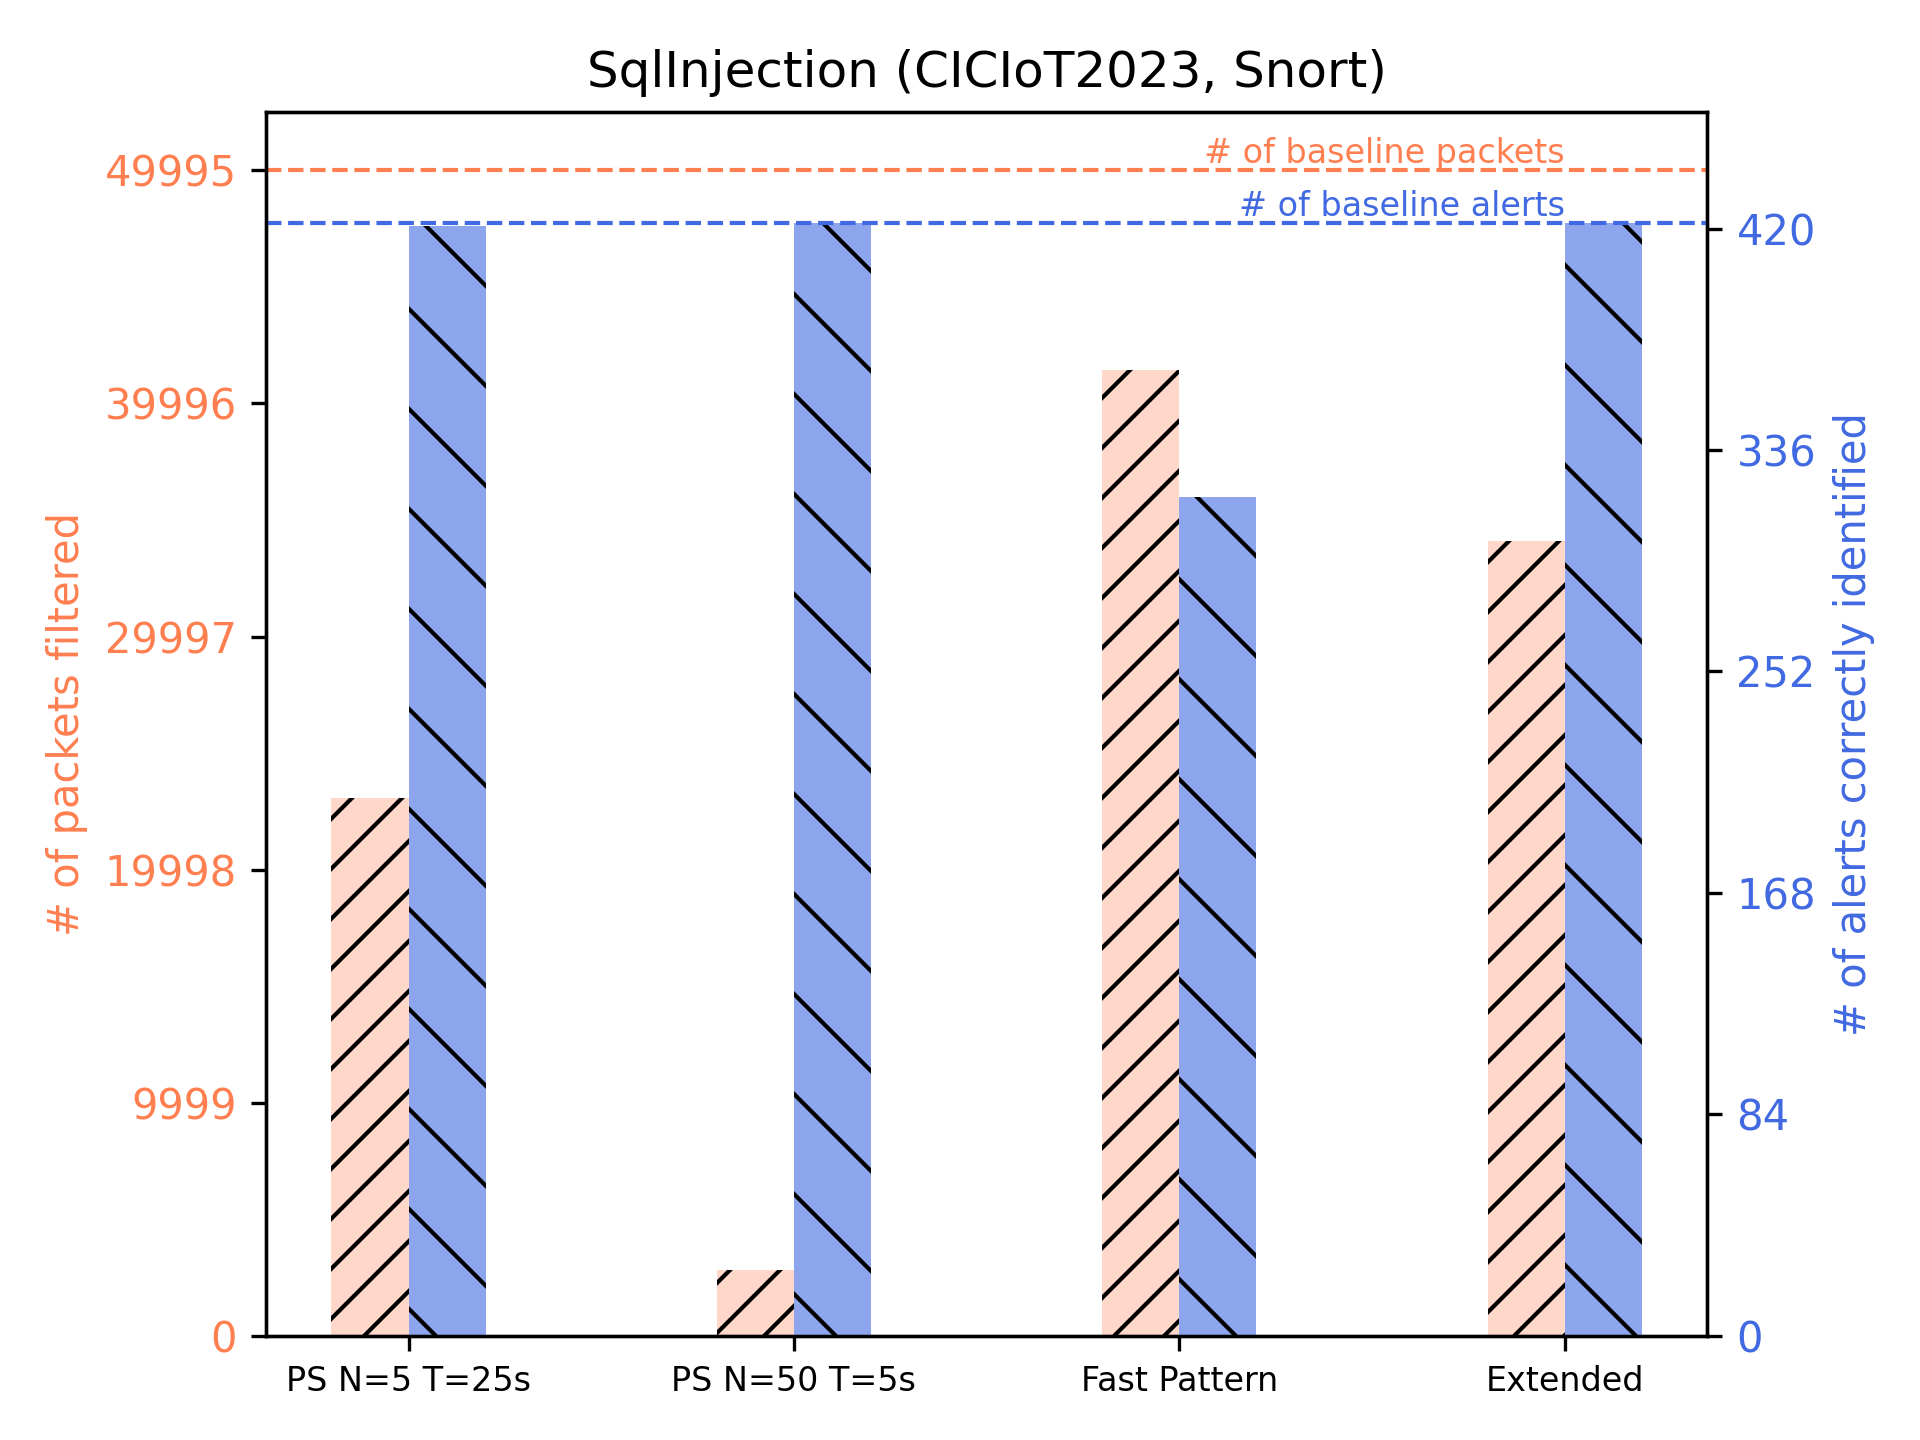 SqlInjection (CICIoT2023, Snort)
# of packets filtered
49995
39996
29997
19998
9999
0
# of baseline packets
# of baseline alerts
420
336
252
168
84
0
# of alerts correctly identified
PS N=5 T=25s
PS N=50 T=5s
Fast Pattern
Extended